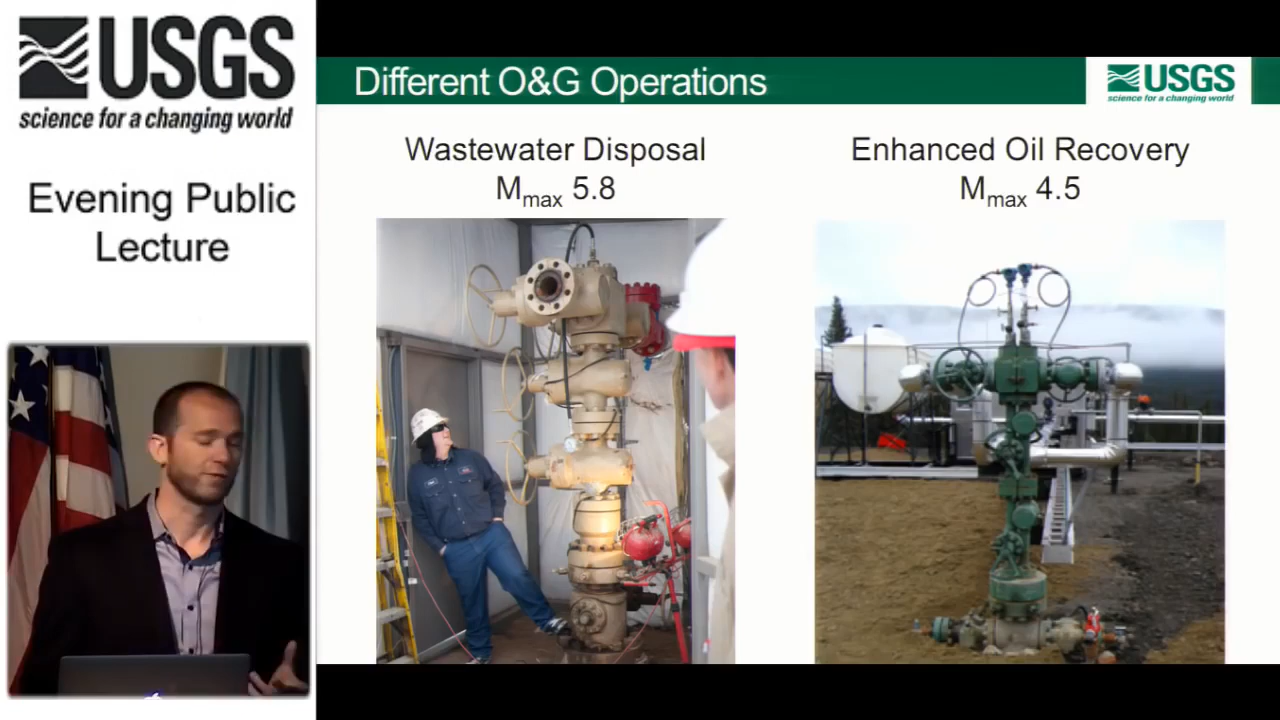 USGS
science for a changing world
Evening Public
Lecture
Different O&G Operations
USGS
science for a changing world
Wastewater Disposal
Mmax 5.8
Enhanced Oil Recovery
Mmax 4.5